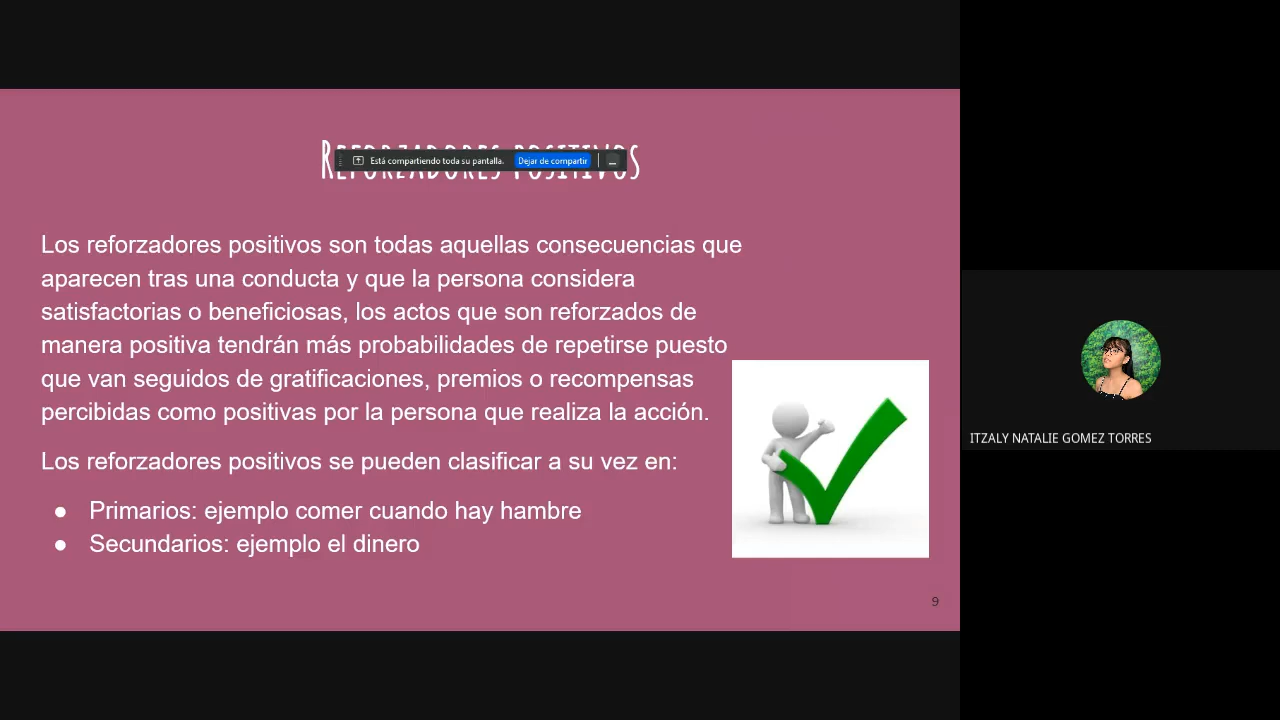 Reforzadores positivos
Está compartiendo toda su pantalla.
Dejar de compartir
Los reforzadores positivos son todas aquellas consecuencias que
aparecen tras una conducta y que la persona considera
satisfactorias o beneficiosas, los actos que son reforzados de
manera positiva tendrán más probabilidades de repetirse puesto
que van seguidos de gratificaciones, premios o recompensas
percibidas como positivas por la persona que realiza la acción.
Los reforzadores positivos se pueden clasificar a su vez en:
● Primarios: ejemplo comer cuando hay hambre
● Secundarios: ejemplo el dinero
9
ITZALY NATALIE GOMEZ TORRES